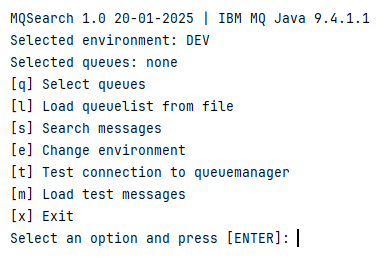 MQSearch 1.0 20-01-2025 | IBM MQ Java 9.4.1.1
Selected environment: DEV
Selected queues: none
[q] Select queues
[l] Load queuelist from file
[s] Search messages
[e] Change environment
[t] Test connection to queuemanager
[m] Load test messages
[x] Exit
Select an option and press [ENTER]: